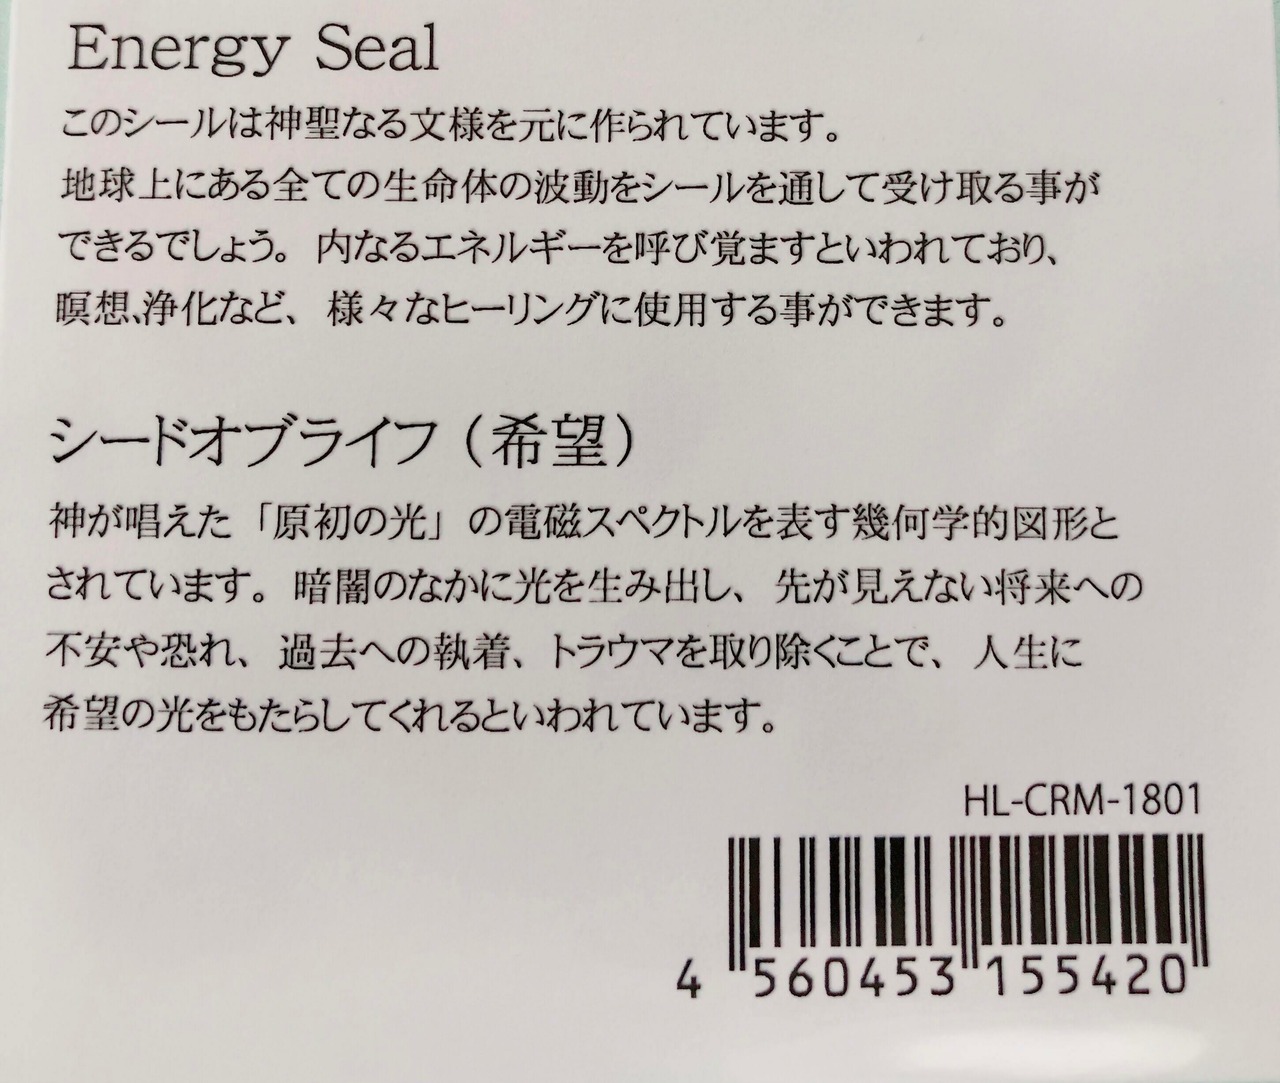 Energy Seal
このシールは神聖なる文様を元に作られています。
地球上にある全ての生命体の波動をシールを通して受け取る事が
できるでしょう。内なるエネルギーを呼び覚ますといわれており、
瞑想、浄化など、様々なヒーリングに使用する事ができます。
シードオブライフ（希望）
神が唱えた「原初の光」の電磁スペクトルを表す幾何学的図形と
されています。暗闇のなかに光を生み出し、先が見えない将来への
不安や恐れ、過去への執着、トラウマを取り除くことで、人生に
希望の光をもたらしてくれるといわれています。
HL-CRM-1801
4 560453 155420